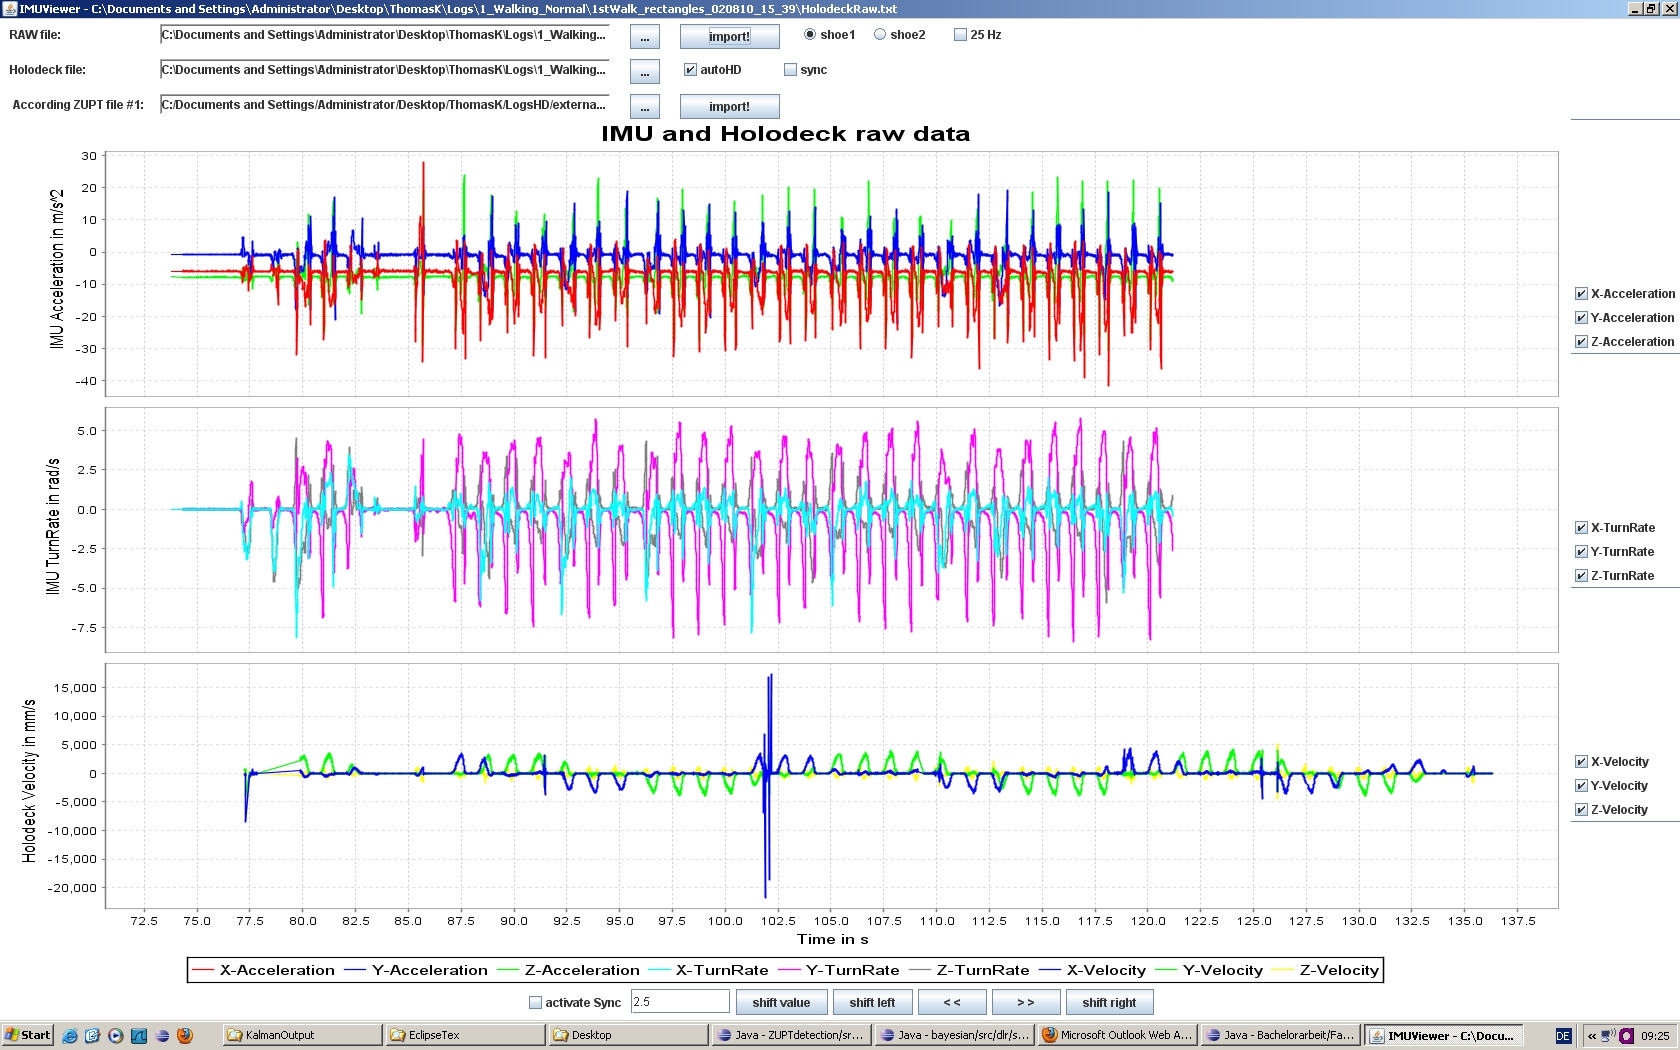 IMUViewer - C:\Documents and Settings\Administrator\Desktop\ThomasK\Logs\1_Walking_Normal\1stWalk_rectangles_020810_15_39\HolodeckRaw.txt
RAW file: C:\Documents and Settings\Administrator\Desktop\ThomasK\Logs\1_Walking... ... import! shoe1 shoe2 25 Hz
Holodeck file: C:\Documents and Settings\Administrator\Desktop\ThomasK\Logs\1_Walking... ... autoHD sync
According ZUPT file #1: C:/Documents and Settings/Administrator/Desktop/ThomasK/LogsHD/externa... ... import!
IMU and Holodeck raw data
IMU Acceleration in m/s^2
30
20
10
0
-10
-20
-30
-40
X-Acceleration
Y-Acceleration
Z-Acceleration
IMU TurnRate in rad/s
5.0
2.5
0.0
-2.5
-5.0
-7.5
X-TurnRate
Y-TurnRate
Z-TurnRate
Holodeck Velocity in mm/s
15,000
10,000
5,000
0
-5,000
-10,000
-15,000
-20,000
X-Velocity
Y-Velocity
Z-Velocity
72.5 75.0 77.5 80.0 82.5 85.0 87.5 90.0 92.5 95.0 97.5 100.0 102.5 105.0 107.5 110.0 112.5 115.0 117.5 120.0 122.5 125.0 127.5 130.0 132.5 135.0 137.5
Time in s
X-Acceleration Y-Acceleration Z-Acceleration X-TurnRate Y-TurnRate Z-TurnRate X-Velocity Y-Velocity Z-Velocity
activate Sync 2.5 shift value shift left << >> shift right
Start KalmanOutput EclipseTex Desktop Java - ZUPTdetection/sr... Java - bayesian/src/dlr/s... Microsoft Outlook Web A... Java - Bachelorarbeit/Fa... IMUViewer - C:\Docu... DE « 09:25